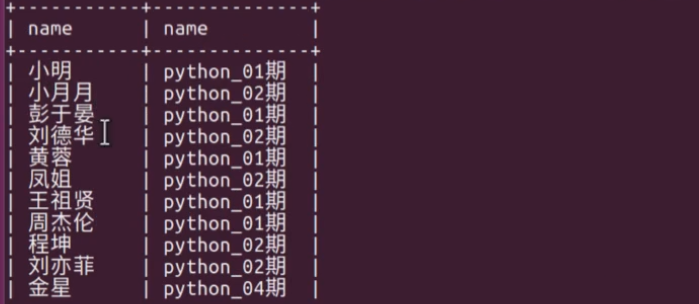 +-----------+--------------+
| name | name |
+-----------+--------------+
| 小明 | python_01期 |
| 小月月 | python_02期 |
| 彭于晏 | python_01期 |
| 刘德华 | python_02期 |
| 黄蓉 | python_01期 |
| 凤姐 | python_02期 |
| 王祖贤 | python_01期 |
| 周杰伦 | python_01期 |
| 程坤 | python_02期 |
| 刘亦菲 | python_02期 |
| 金星 | python_04期 |